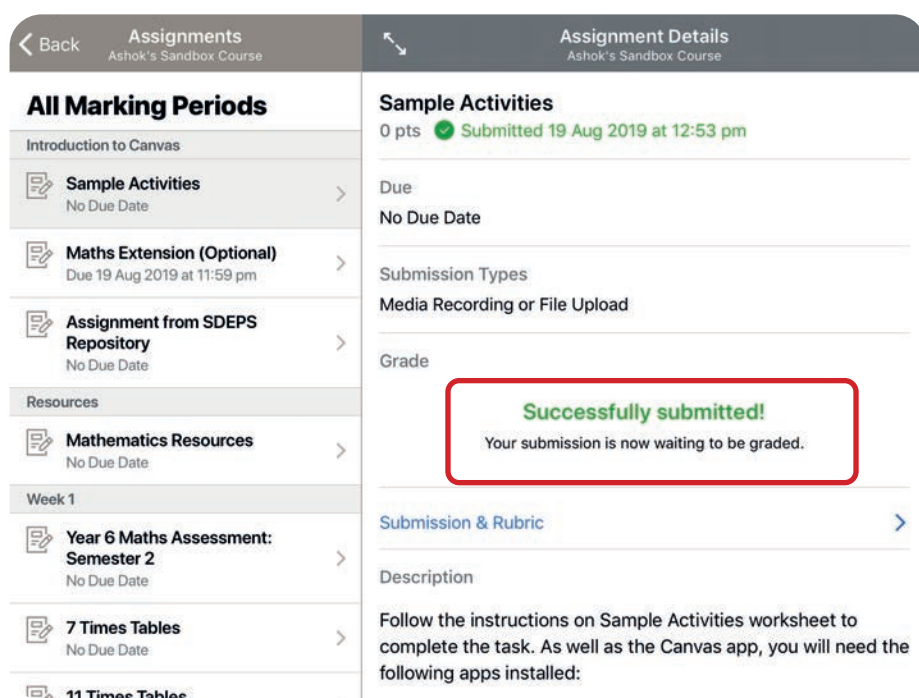 Back
Assignments
Ashok's Sandbox Course
All Marking Periods
Introduction to Canvas
Sample Activities
No Due Date
Maths Extension (Optional)
Due 19 Aug 2019 at 11:59 pm
Assignment from SDEPS
Repository
No Due Date
Resources
Mathematics Resources
No Due Date
Week 1
Year 6 Maths Assessment:
Semester 2
No Due Date
7 Times Tables
No Due Date
11 Times Tables
Assignment Details
Ashok's Sandbox Course
Sample Activities
0 pts Submitted 19 Aug 2019 at 12:53 pm
Due
No Due Date
Submission Types
Media Recording or File Upload
Grade
Successfully submitted!
Your submission is now waiting to be graded.
Submission & Rubric
Description
Follow the instructions on Sample Activities worksheet to
complete the task. As well as the Canvas app, you will need the
following apps installed: